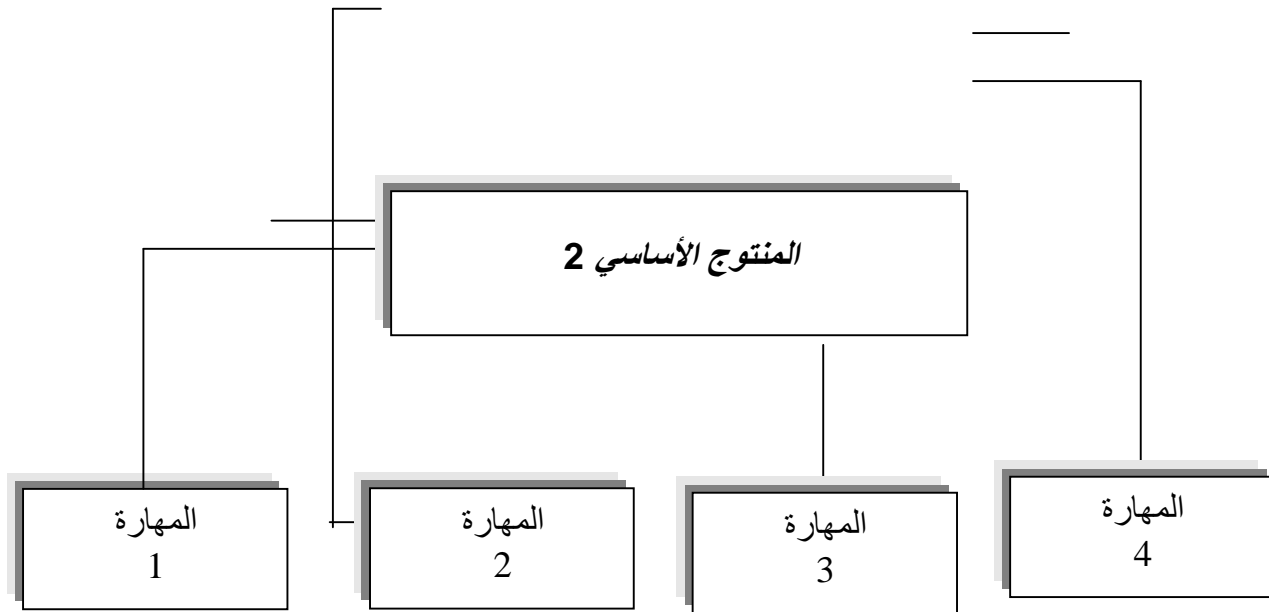 المنتوج الأساسي 2
المهارة
1
المهارة
2
المهارة
3
المهارة
4